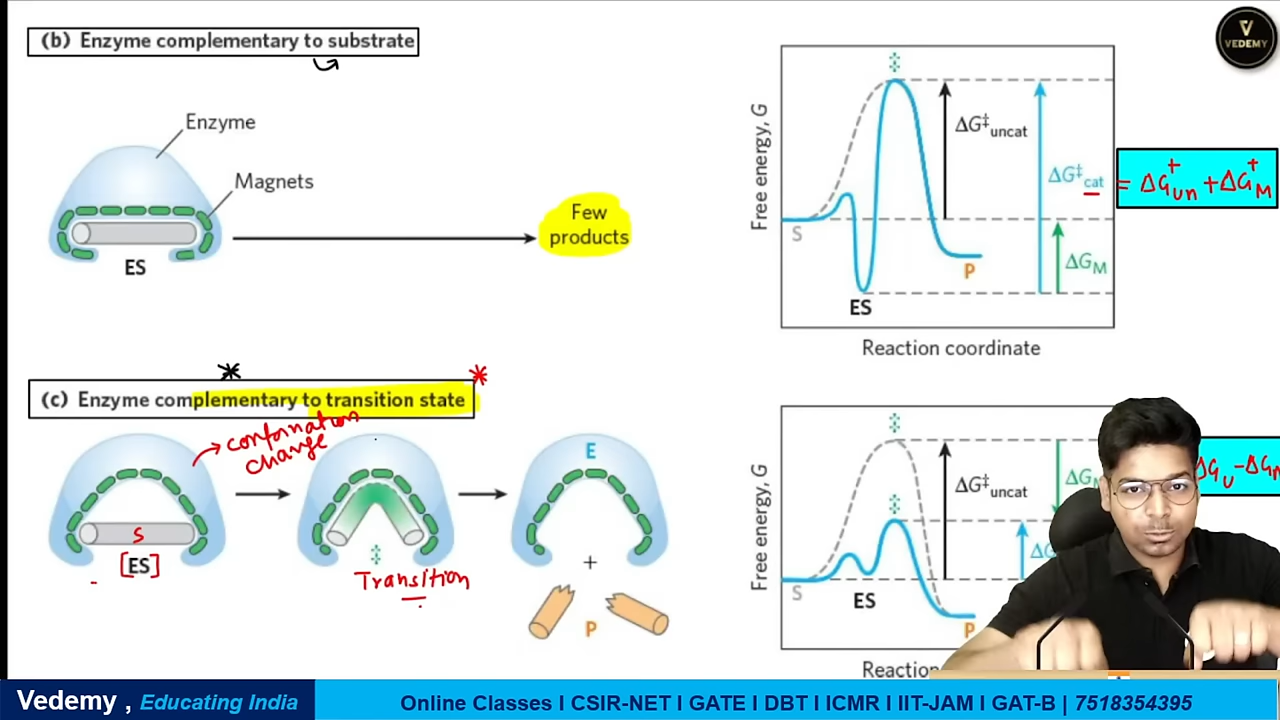 (b) Enzyme complementary to substrate
VEDEMY
Enzyme
Magnets
ES
Few
products
Free energy, G
‡
S
ES
P
ΔG‡uncat
ΔG‡cat
= ΔG‡un + ΔG‡M
ΔGM
Reaction coordinate
(c) Enzyme complementary to transition state
conformation
change
S
[ES]
‡
Transition
E
+
P
Free energy, G
‡
‡
S
ES
P
ΔG‡uncat
Vedemy , Educating India
Online Classes I CSIR-NET I GATE I DBT I ICMR I IIT-JAM I GAT-B | 7518354395